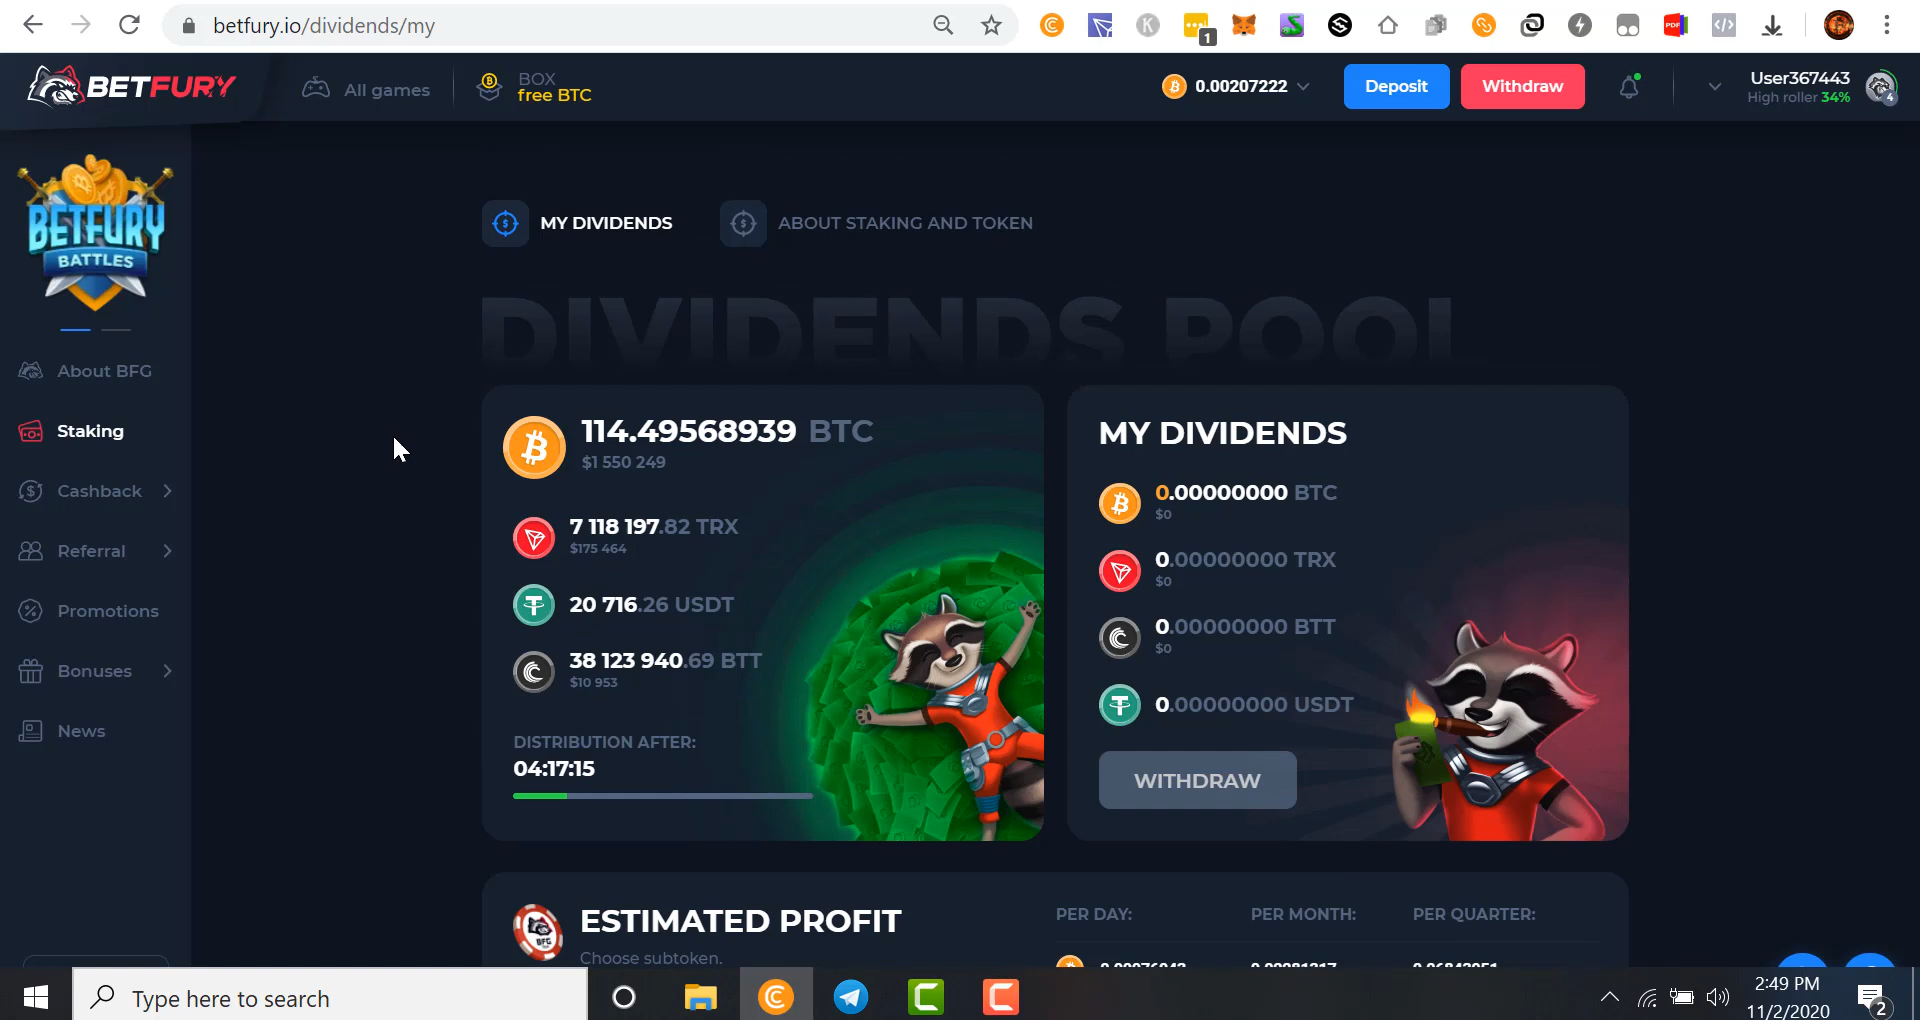 betfury.io/dividends/my
1
BETFURY
All games
BOX
free BTC
0.00207222
Deposit
Withdraw
User367443
High roller 34%
4
BETFURY
BATTLES
About BFG
Staking
Cashback
Referral
Promotions
Bonuses
News
MY DIVIDENDS
ABOUT STAKING AND TOKEN
DIVIDENDS POOL
114.49568939 BTC
$1 550 249
7 118 197.82 TRX
$175 464
20 716.26 USDT
38 123 940.69 BTT
$10 953
DISTRIBUTION AFTER:
04:17:15
MY DIVIDENDS
0.00000000 BTC
$0
0.00000000 TRX
$0
0.00000000 BTT
$0
0.00000000 USDT
WITHDRAW
BFG
ESTIMATED PROFIT
Choose subtoken.
PER DAY:
PER MONTH:
PER QUARTER:
Type here to search
2:49 PM
11/2/2020
2